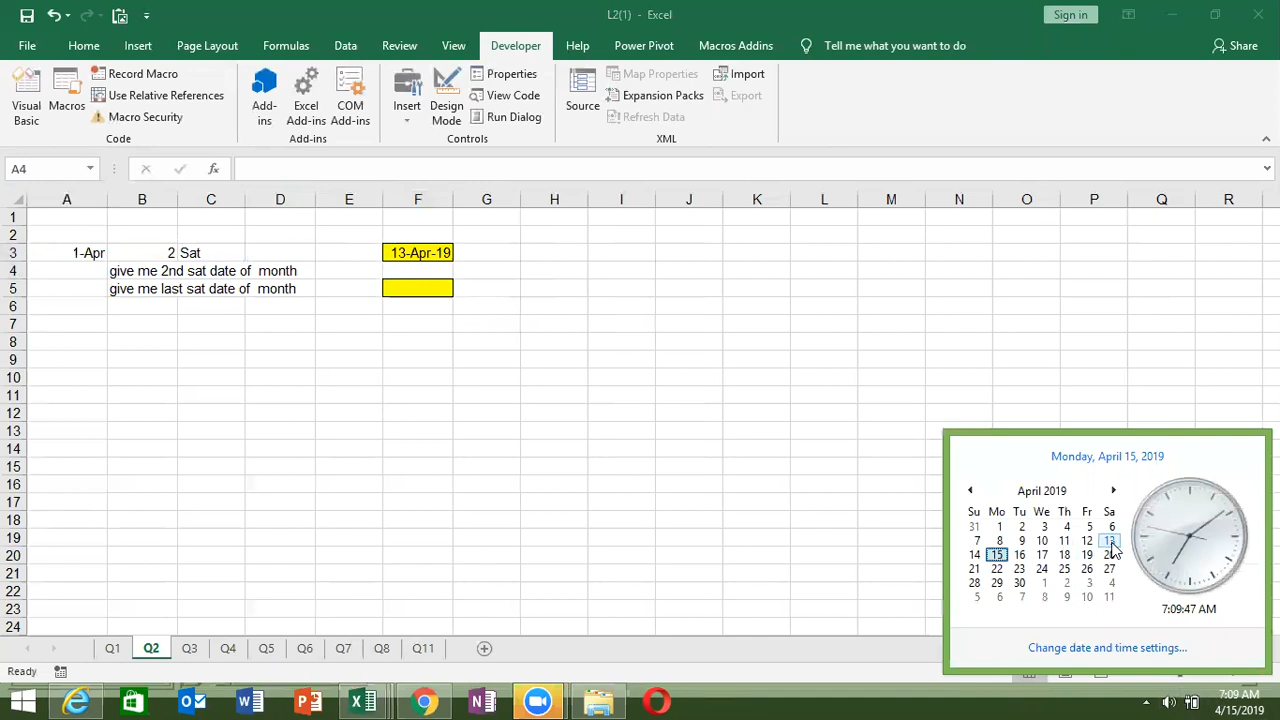 L2(1) - Excel
Sign in
File Home Insert Page Layout Formulas Data Review View Developer Help Power Pivot Macros Addins Tell me what you want to do Share
Visual Basic
Macros
Record Macro
Use Relative References
Macro Security
Code
Add-ins
Excel Add-ins
COM Add-ins
Add-ins
Insert
Design Mode
Properties
View Code
Run Dialog
Controls
Source
Map Properties
Expansion Packs
Refresh Data
Import
Export
XML
A4
fx
A B C D E F G H I J K L M N O P Q R
1
2
3 1-Apr 2 Sat 13-Apr-19
4 give me 2nd sat date of month
5 give me last sat date of month
6
7
8
9
10
11
12
13
14
15
16
17
18
19
20
21
22
23
24
Monday, April 15, 2019
April 2019
Su Mo Tu We Th Fr Sa
31 1 2 3 4 5 6
7 8 9 10 11 12 13
14 15 16 17 18 19
21 22 23 24 25 26 27
28 29 30 1 2 3 4
5 6 7 8 9 10 11
7:09:47 AM
Change date and time settings...
Q1 Q2 Q3 Q4 Q5 Q6 Q7 Q8 Q11
Ready
7:09 AM
4/15/2019